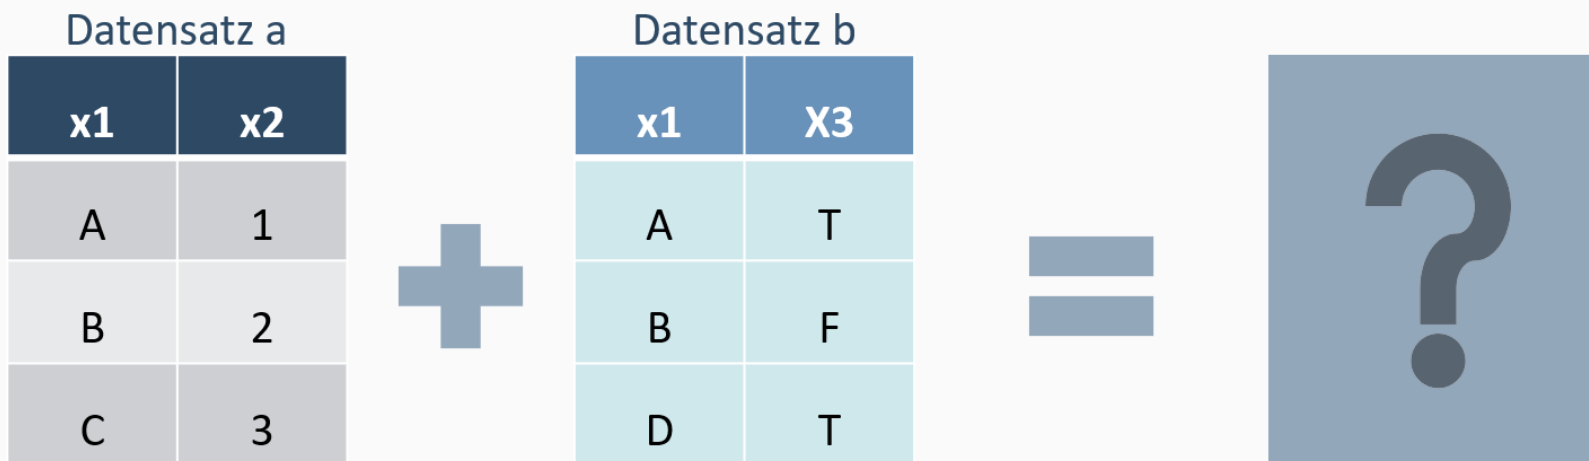 Datensatz a
x1 x2
A 1
B 2
C 3
Datensatz b
x1 X3
A T
B F
D T
?